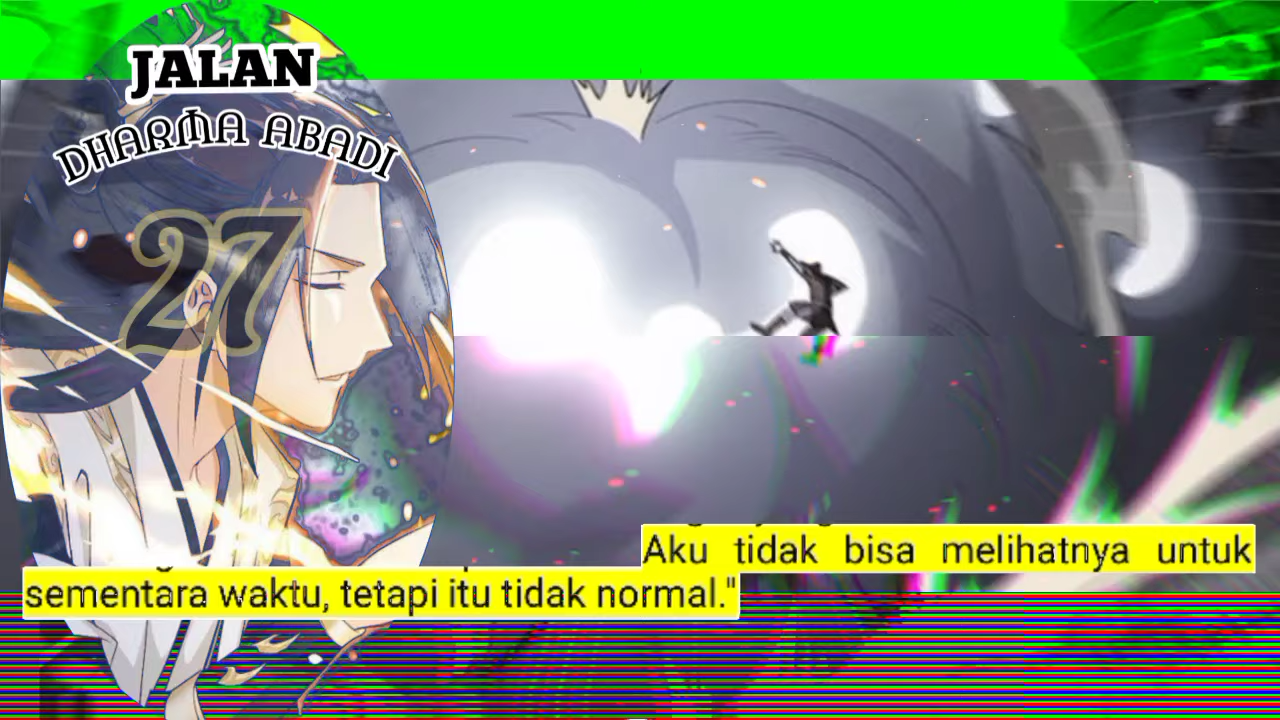 JALAN
DHARMA ABADI
27
Aku tidak bisa melihatnya untuk
sementara waktu, tetapi itu tidak normal."